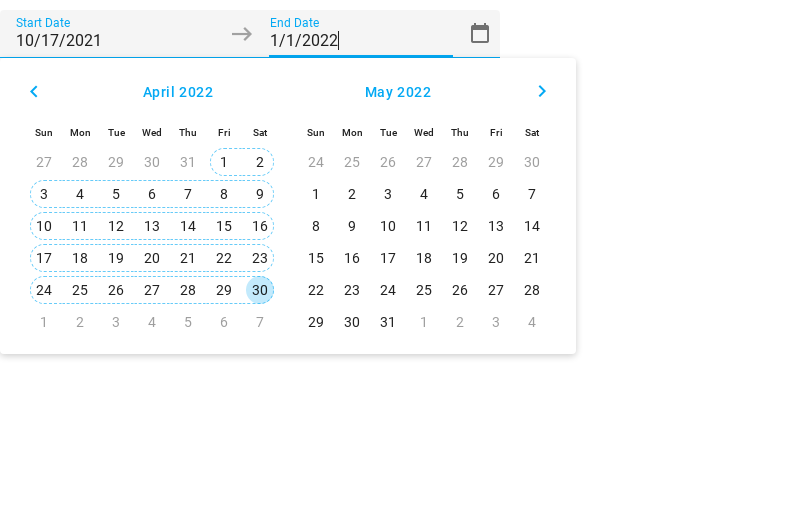 Start Date
10/17/2021
End Date
1/1/2022
April 2022
Sun Mon Tue Wed Thu Fri Sat
27 28 29 30 31 1 2
3 4 5 6 7 8 9
10 11 12 13 14 15 16
17 18 19 20 21 22 23
24 25 26 27 28 29 30
1 2 3 4 5 6 7
May 2022
Sun Mon Tue Wed Thu Fri Sat
24 25 26 27 28 29 30
1 2 3 4 5 6 7
8 9 10 11 12 13 14
15 16 17 18 19 20 21
22 23 24 25 26 27 28
29 30 31 1 2 3 4